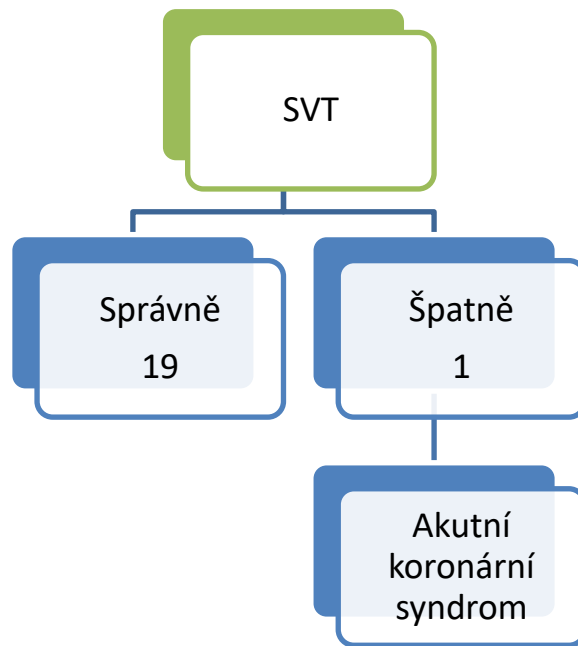 SVT
Správně
19
Špatně
1
Akutní
koronární
syndrom